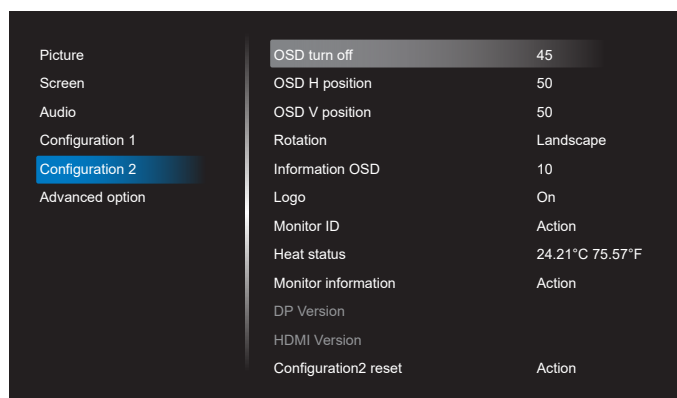 Picture
Screen
Audio
Configuration 1
Configuration 2
Advanced option
OSD turn off 45
OSD H position 50
OSD V position 50
Rotation Landscape
Information OSD 10
Logo On
Monitor ID Action
Heat status 24.21°C 75.57°F
Monitor information Action
DP Version
HDMI Version
Configuration2 reset Action